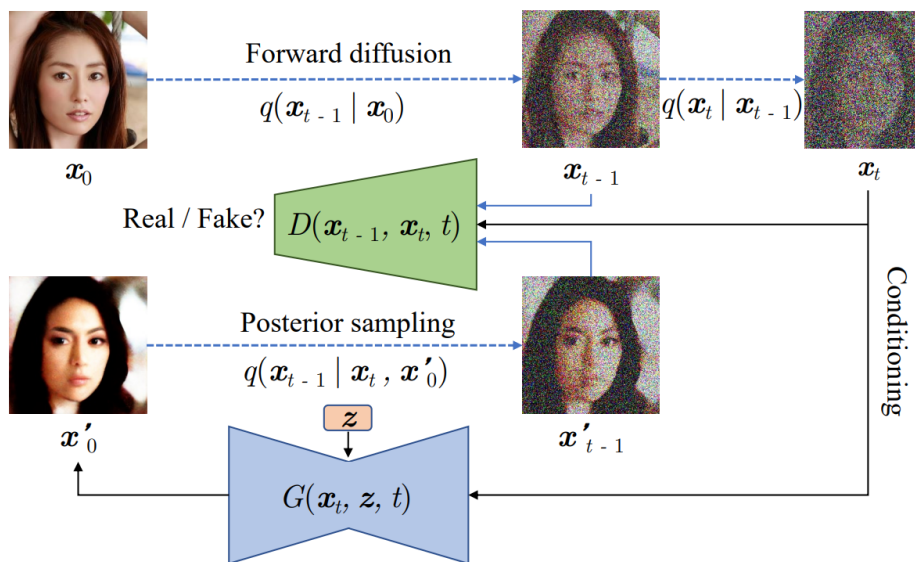 Forward diffusion
q(x_{t-1} | x_0)
q(x_t | x_{t-1})
x_0
x_{t-1}
x_t
Real / Fake?
D(x_{t-1}, x_t, t)
Conditioning
Posterior sampling
q(x_{t-1} | x_t, x'_0)
x'_0
z
x'_{t-1}
G(x_t, z, t)